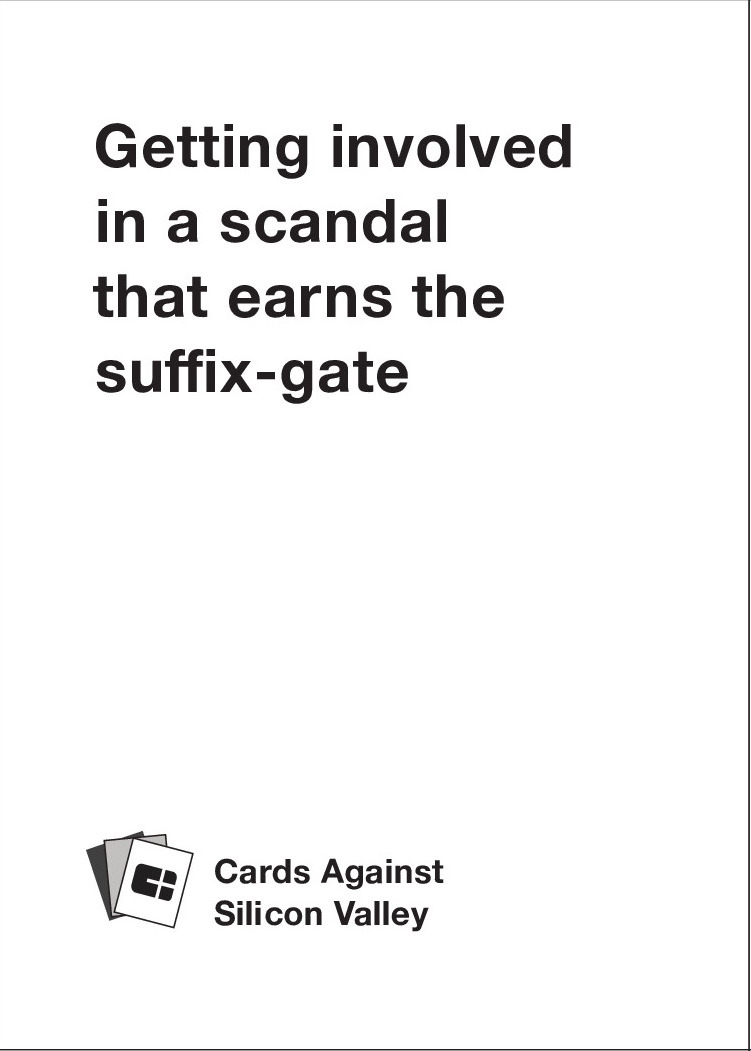 Getting involved
in a scandal
that earns the
suffix-gate
Cards Against
Silicon Valley